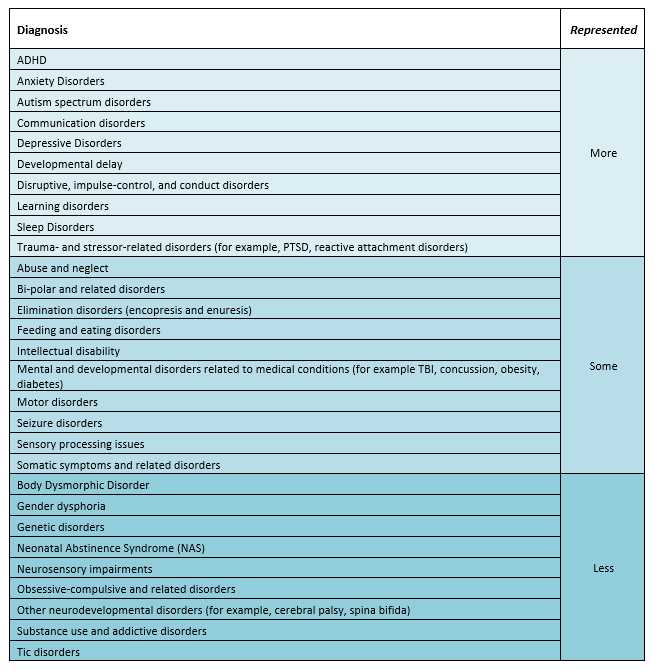 Diagnosis Represented
ADHD
Anxiety Disorders
Autism spectrum disorders
Communication disorders
Depressive Disorders
More
Developmental delay
Disruptive, impulse-control, and conduct disorders
Learning disorders
Sleep Disorders
Trauma- and stressor-related disorders (for example, PTSD, reactive attachment disorders)
Abuse and neglect
Bi-polar and related disorders
Elimination disorders (encopresis and enuresis)
Feeding and eating disorders
Intellectual disability
Some
Mental and developmental disorders related to medical conditions (for example TBI, concussion, obesity,
diabetes)
Motor disorders
Seizure disorders
Sensory processing issues
Somatic symptoms and related disorders
Body Dysmorphic Disorder
Gender dysphoria
Genetic disorders
Neonatal Abstinence Syndrome (NAS)
Neurosensory impairments
Less
Obsessive-compulsive and related disorders
Other neurodevelopmental disorders (for example, cerebral palsy, spina bifida)
Substance use and addictive disorders
Tic disorders